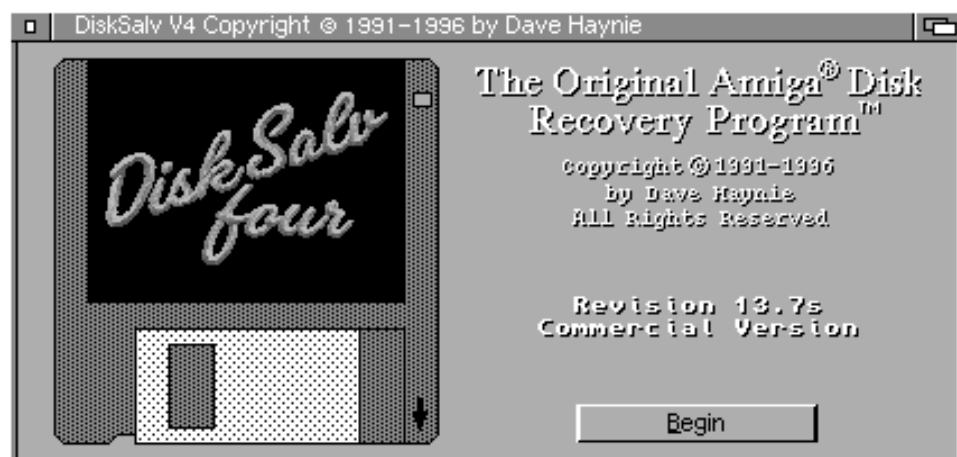 DiskSalv V4 Copyright © 1991-1996 by Dave Haynie
DiskSalv
four
The Original Amiga® Disk
Recovery Program™
Copyright © 1991-1996
by Dave Haynie
All Rights Reserved
Revision 13.7s
Commercial Version
Begin